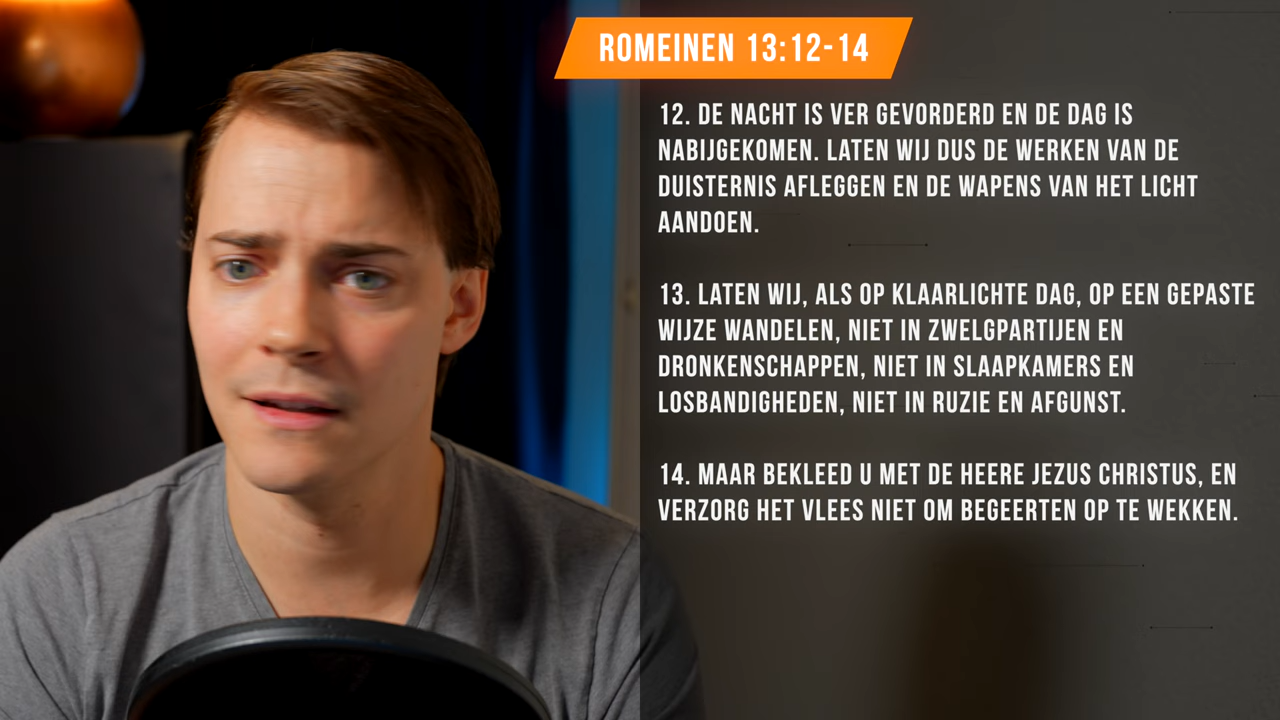 ROMEINEN 13:12-14
12. DE NACHT IS VER GEVORDERD EN DE DAG IS
NABIJGEKOMEN. LATEN WIJ DUS DE WERKEN VAN DE
DUISTERNIS AFLEGGEN EN DE WAPENS VAN HET LICHT
AANDOEN.
13. LATEN WIJ, ALS OP KLAARLICHTE DAG, OP EEN GEPASTE
WIJZE WANDELEN, NIET IN ZWELGPARTIJEN EN
DRONKENSCHAPPEN, NIET IN SLAAPKAMERS EN
LOSBANDIGHEDEN, NIET IN RUZIE EN AFGUNST.
14. MAAR BEKLEED U MET DE HEERE JEZUS CHRISTUS, EN
VERZORG HET VLEES NIET OM BEGEERTEN OP TE WEKKEN.